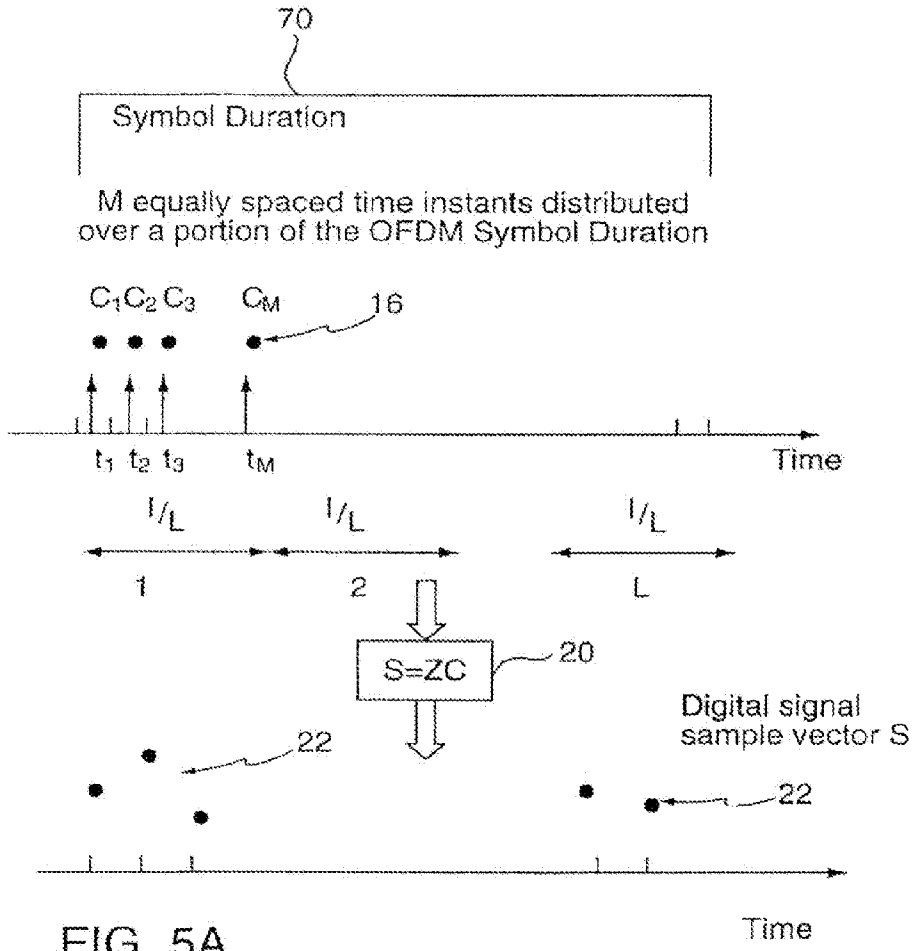 70
Symbol Duration
M equally spaced time instants distributed
over a portion of the OFDM Symbol Duration
C1 C2 C3 CM 16
t1 t2 t3 tM Time
1/L 1/L 1/L
1 2 L
S=ZC 20
Digital signal
sample vector S
22 22
Time
FIG. 5A